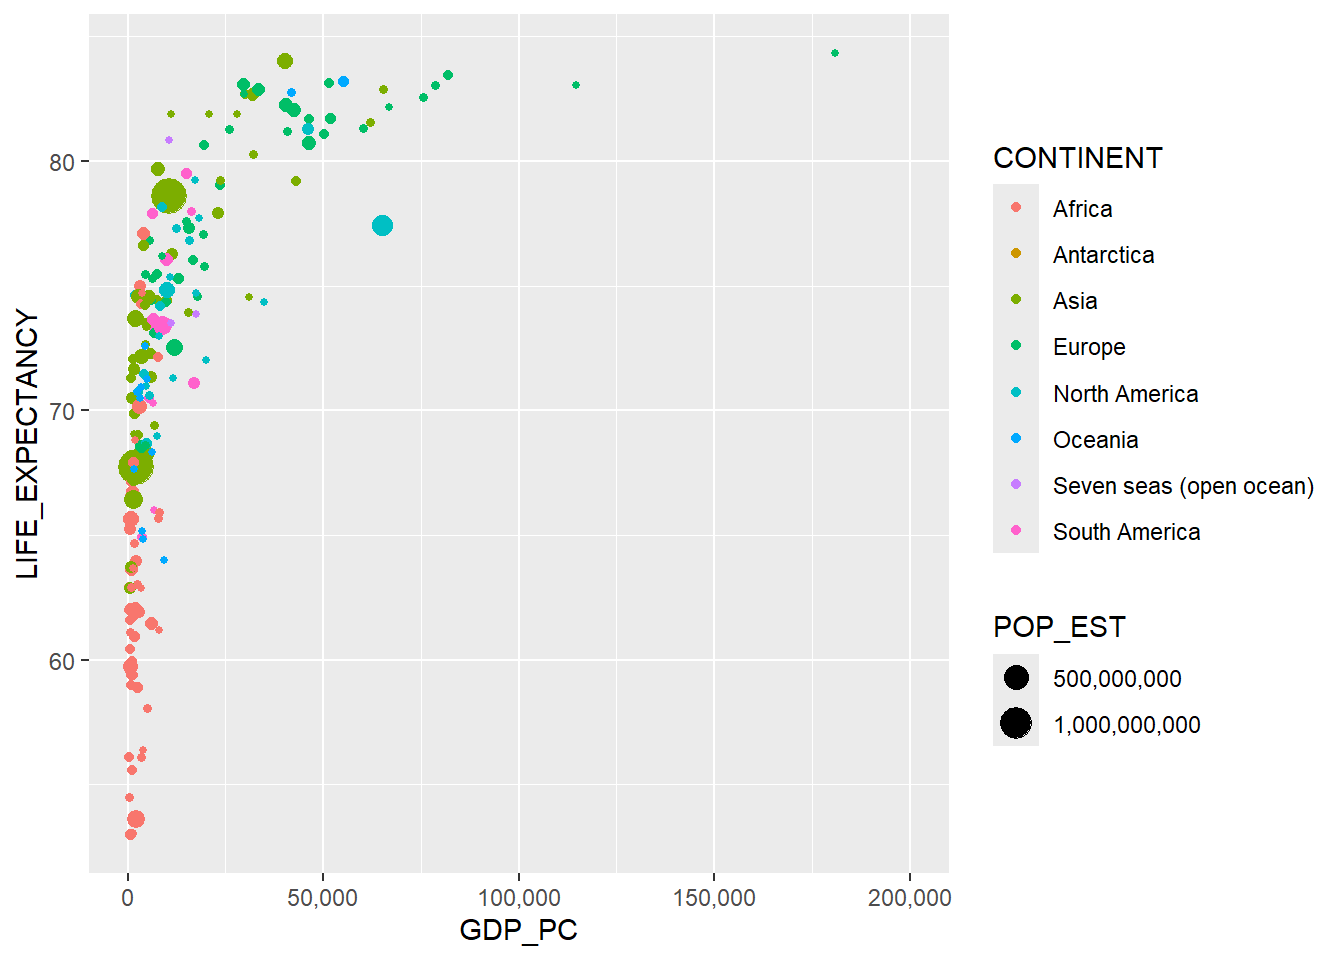 80
70
60
LIFE_EXPECTANCY
0
50,000
100,000
150,000
200,000
GDP_PC
CONTINENT
Africa
Antarctica
Asia
Europe
North America
Oceania
Seven seas (open ocean)
South America
POP_EST
500,000,000
1,000,000,000